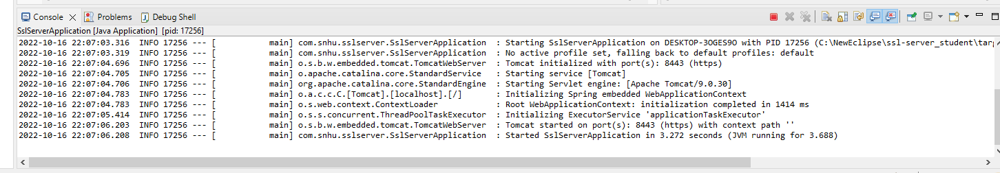 Console Problems Debug Shell
SslServerApplication [Java Application] [pid: 17256]
2022-10-16 22:07:03.316  INFO 17256 --- [           main] com.snhu.sslserver.SslServerApplication  : Starting SslServerApplication on DESKTOP-3OGES9O with PID 17256 (C:\NewEclipse\ssl-server_student\targ
2022-10-16 22:07:03.319  INFO 17256 --- [           main] com.snhu.sslserver.SslServerApplication  : No active profile set, falling back to default profiles: default
2022-10-16 22:07:04.696  INFO 17256 --- [           main] o.s.b.w.embedded.tomcat.TomcatWebServer  : Tomcat initialized with port(s): 8443 (https)
2022-10-16 22:07:04.705  INFO 17256 --- [           main] o.apache.catalina.core.StandardService   : Starting service [Tomcat]
2022-10-16 22:07:04.706  INFO 17256 --- [           main] org.apache.catalina.core.StandardEngine  : Starting Servlet engine: [Apache Tomcat/9.0.30]
2022-10-16 22:07:04.783  INFO 17256 --- [           main] o.a.c.c.C.[Tomcat].[localhost].[/]       : Initializing Spring embedded WebApplicationContext
2022-10-16 22:07:04.783  INFO 17256 --- [           main] o.s.web.context.ContextLoader            : Root WebApplicationContext: initialization completed in 1414 ms
2022-10-16 22:07:05.414  INFO 17256 --- [           main] o.s.s.concurrent.ThreadPoolTaskExecutor  : Initializing ExecutorService 'applicationTaskExecutor'
2022-10-16 22:07:06.203  INFO 17256 --- [           main] o.s.b.w.embedded.tomcat.TomcatWebServer  : Tomcat started on port(s): 8443 (https) with context path ''
2022-10-16 22:07:06.208  INFO 17256 --- [           main] com.snhu.sslserver.SslServerApplication  : Started SslServerApplication in 3.272 seconds (JVM running for 3.688)